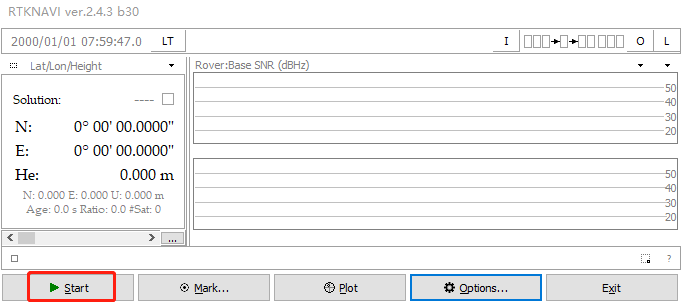 RTKNAVI ver.2.4.3 b30
2000/01/01 07:59:47.0 LT I O L
Lat/Lon/Height
Rover:Base SNR (dBHz)
Solution: ----
N: 0° 00' 00.0000"
E: 0° 00' 00.0000"
He: 0.000 m
N: 0.000 E: 0.000 U: 0.000 m
Age: 0.0 s Ratio: 0.0 #Sat: 0
...
50
40
30
20
50
40
30
20
?
Start Mark... Plot Options... Exit